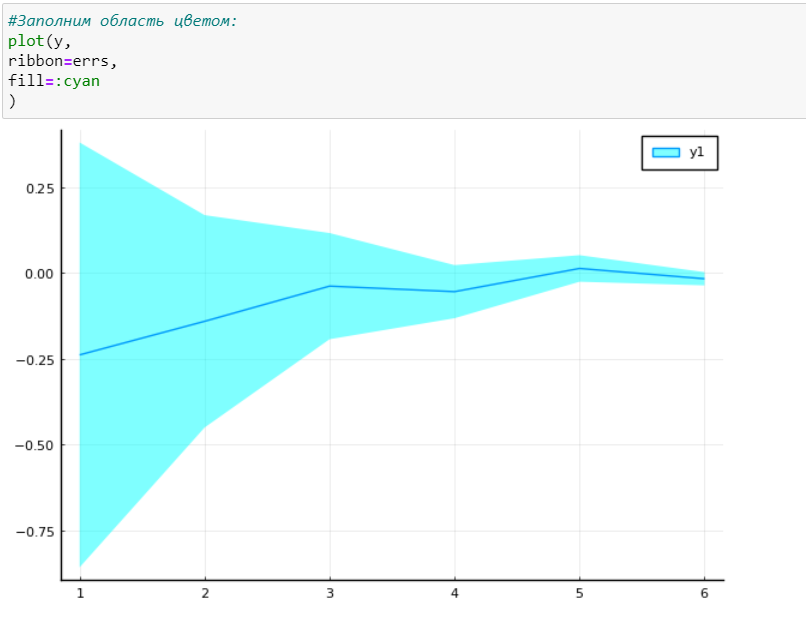 #Заполним область цветом:
plot(y,
ribbon=errs,
fill=:cyan
)
y1
0.25
0.00
−0.25
−0.50
−0.75
1 2 3 4 5 6